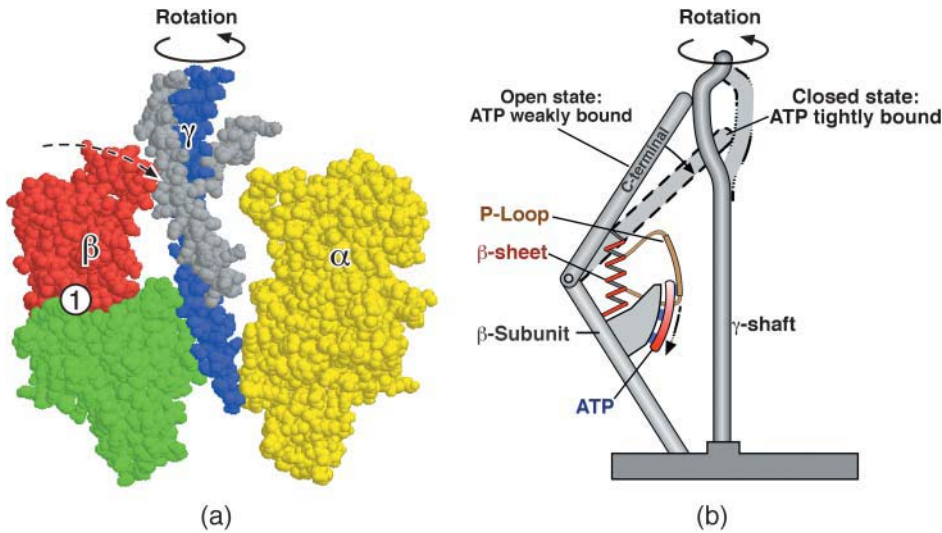 Rotation
γ
β
α
1
(a)
Rotation
Open state:
ATP weakly bound
Closed state:
ATP tightly bound
C-terminal
P-Loop
β-sheet
β-Subunit
γ-shaft
ATP
(b)